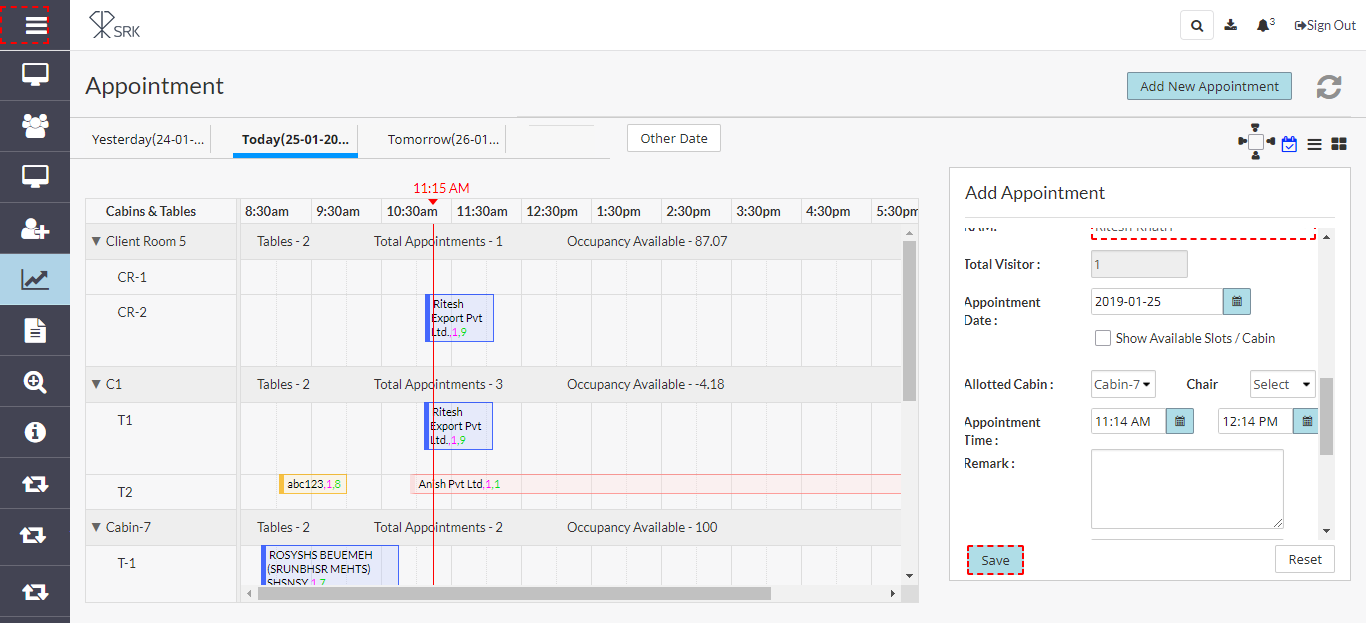 SRK
3
Sign Out
Appointment
Add New Appointment
Yesterday(24-01-...
Today(25-01-20...
Tomorrow(26-01...
Other Date
11:15 AM
Cabins & Tables
8:30am 9:30am 10:30am 11:30am 12:30pm 1:30pm 2:30pm 3:30pm 4:30pm 5:30pm
Client Room 5 Tables - 2 Total Appointments - 1 Occupancy Available - 87.07
CR-1
CR-2
Ritesh
Export Pvt
Ltd.,1,9
C1 Tables - 2 Total Appointments - 3 Occupancy Available - -4.18
T1
Ritesh
Export Pvt
Ltd.,1,9
T2
abc123,1,8
Anish Pvt Ltd,1,1
Cabin-7 Tables - 2 Total Appointments - 2 Occupancy Available - 100
T-1
ROSYSHS BEUEMEH
(SRUNBHSR MEHTS)
SHSNSY,1,7
Add Appointment
Total Visitor :
1
Appointment
Date :
2019-01-25
Show Available Slots / Cabin
Allotted Cabin :
Cabin-7
Chair
Select
Appointment
Time :
11:14 AM
12:14 PM
Remark :
Save
Reset